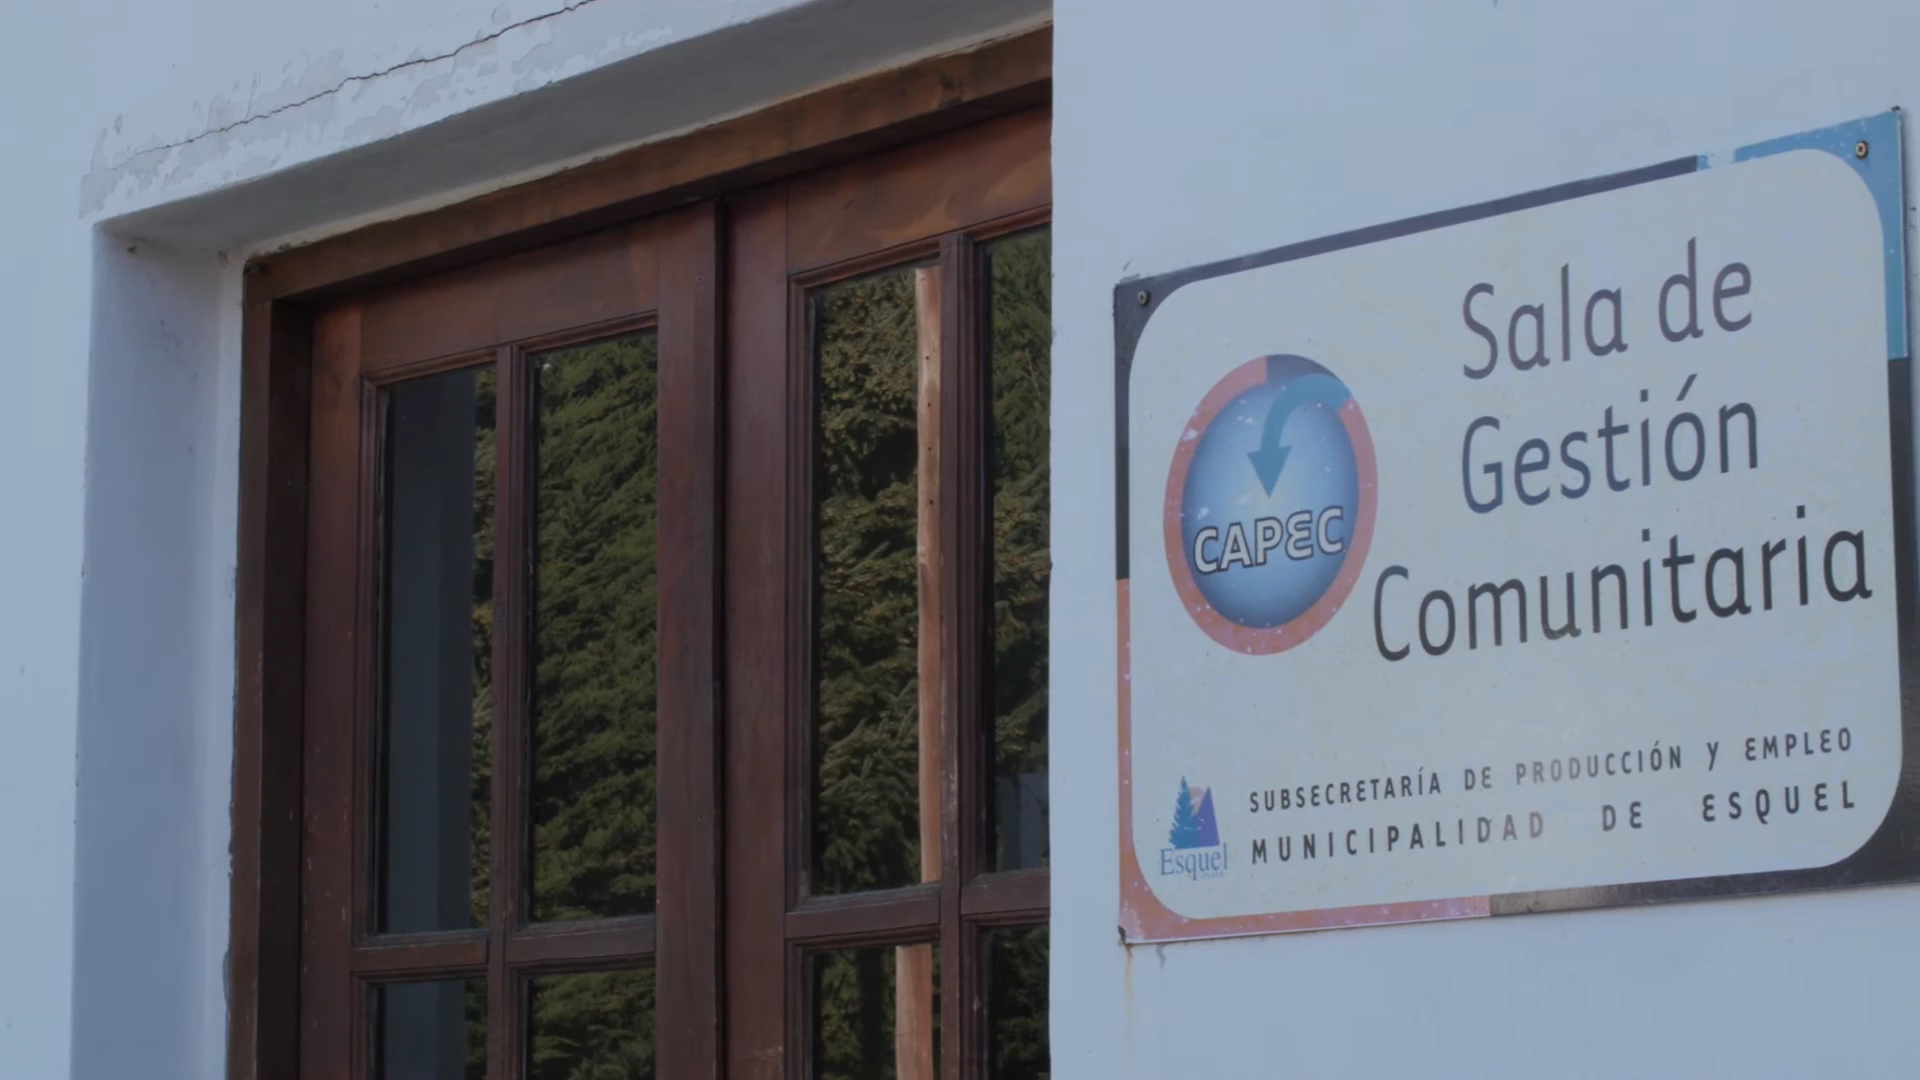 Sala de
Gestión
Comunitaria
CAPEC
SUBSECRETARÍA DE PRODUCCIÓN Y EMPLEO
MUNICIPALIDAD DE ESQUEL
Esquel